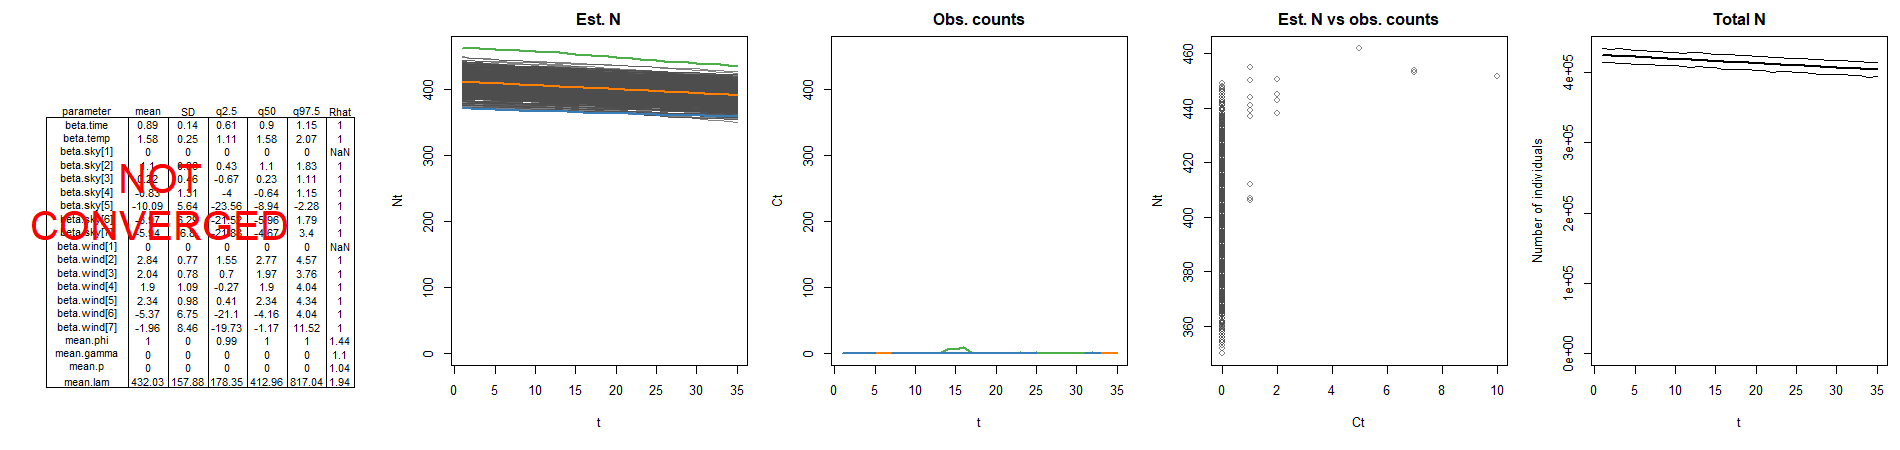 parameter mean SD q2.5 q50 q97.5 Rhat
beta.time 0.89 0.14 0.61 0.9 1.15 1
beta.temp 1.58 0.25 1.11 1.58 2.07 1
beta.sky[1] 0 0 0 0 0 NaN
beta.sky[2] 0.43 1.1 1.83 1
beta.sky[3] -0.67 0.23 1.11 1
beta.sky[4] -0.83 1.31 -4 -0.64 1.15 1
beta.sky[5] -10.09 5.64 -23.56 -8.94 -2.28 1
beta.sky[6] 1.79 1
3.4 1
beta.wind[1] 0 0 0 0 0 NaN
beta.wind[2] 2.84 0.77 1.55 2.77 4.57 1
beta.wind[3] 2.04 0.78 0.7 1.97 3.76 1
beta.wind[4] 1.9 1.09 -0.27 1.9 4.04 1
beta.wind[5] 2.34 0.98 0.41 2.34 4.34 1
beta.wind[6] -5.37 6.75 -21.1 -4.16 4.04 1
beta.wind[7] -1.96 8.46 -19.73 -1.17 11.52 1
mean.phi 1 0 0.99 1 1 1.44
mean.gamma 0 0 0 0 0 1.1
mean.p 0 0 0 0 0 1.04
mean.lam 432.03 157.88 178.35 412.96 817.04 1.94
NOT
CONVERGED
Est. N
Nt
0 100 200 300 400
0 5 10 15 20 25 30 35
t
Obs. counts
Ct
0 100 200 300 400
0 5 10 15 20 25 30 35
t
Est. N vs obs. counts
Nt
360 380 400 420 440 460
0 2 4 6 8 10
Ct
Total N
Number of individuals
0e+00 1e+05 2e+05 3e+05 4e+05
0 5 10 15 20 25 30 35
t